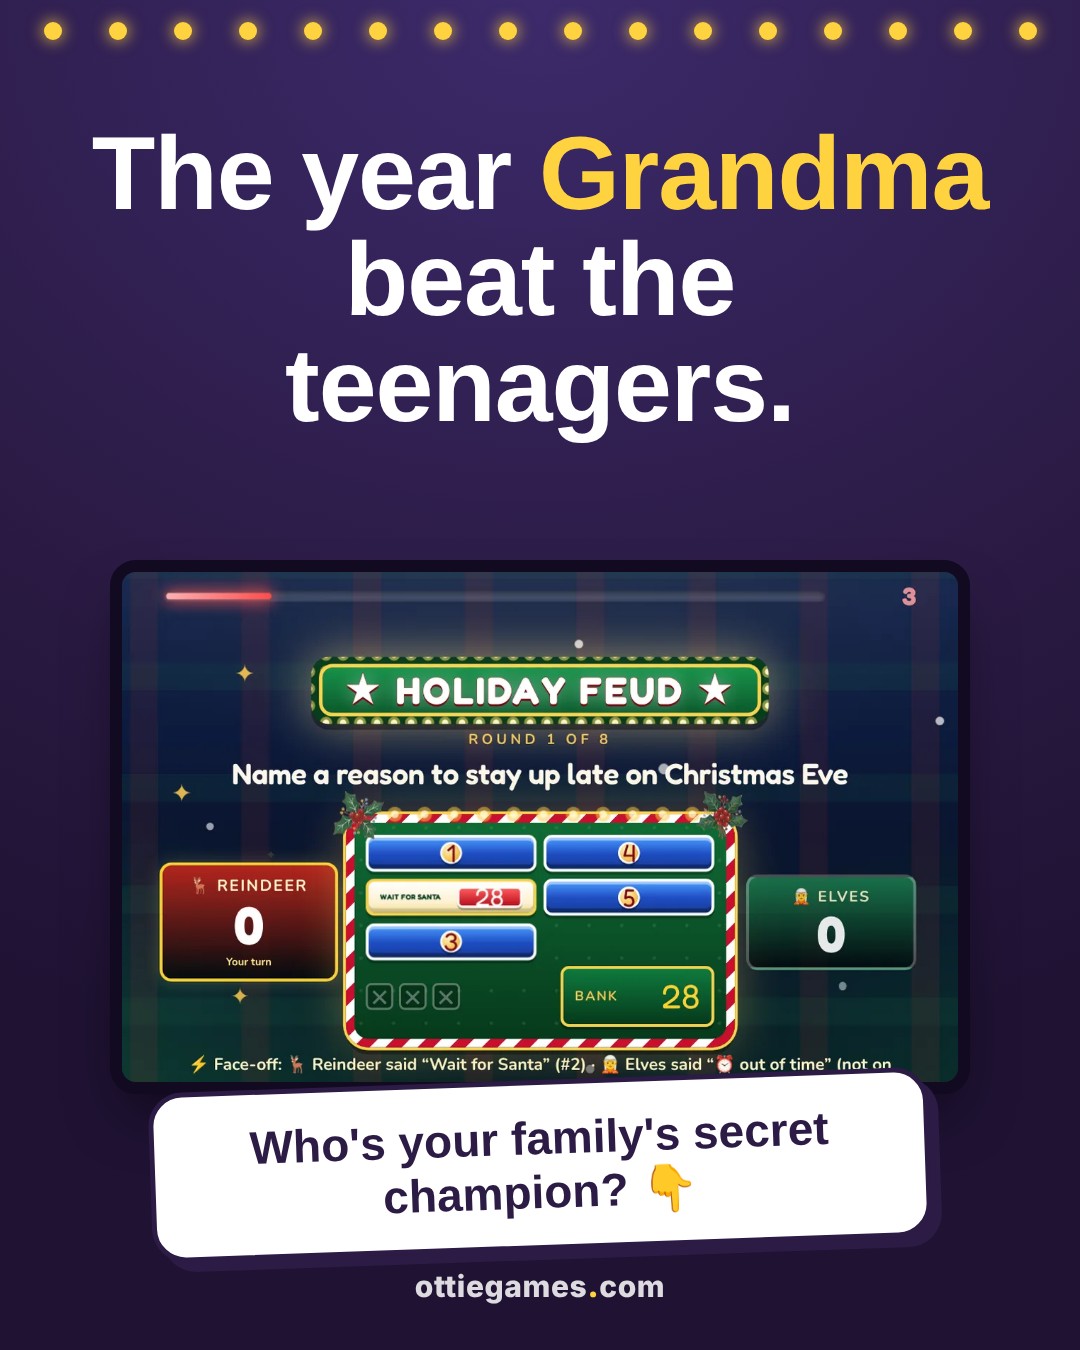 The year Grandma
beat the
teenagers.
3
★ HOLIDAY FEUD ★
ROUND 1 OF 8
Name a reason to stay up late on Christmas Eve
1
4
WAIT FOR SANTA 28
5
3
BANK 28
REINDEER
0
Your turn
ELVES
0
⚡ Face-off: 🦌 Reindeer said “Wait for Santa” (#2) · 🧝 Elves said “⏰ out of time” (not on
Who's your family's secret
champion? 👇
ottiegames.com